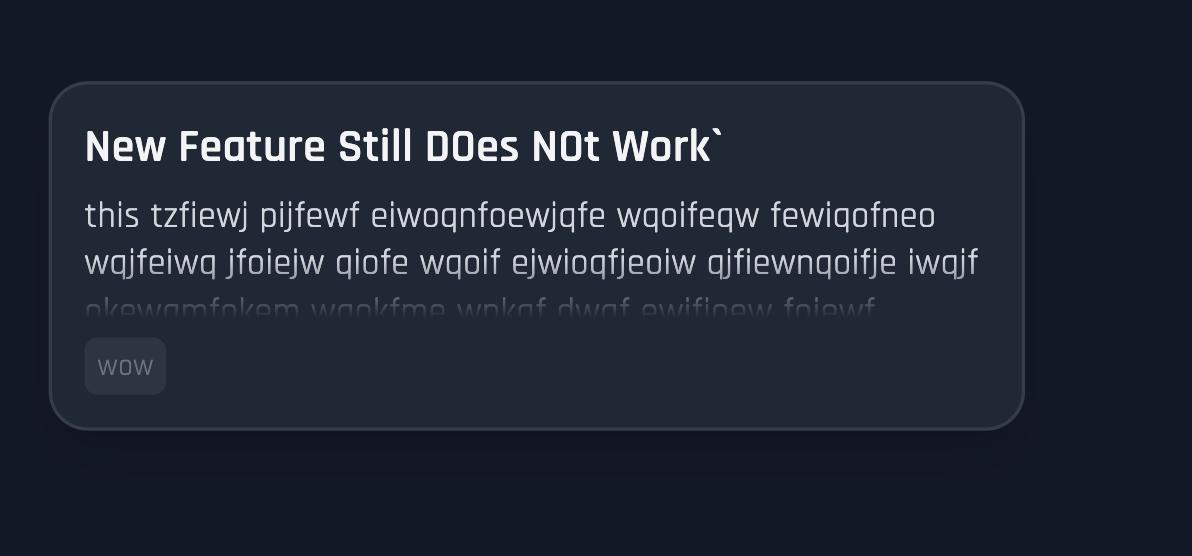 New Feature Still DOes NOt Work`
this tzfiewj pijfewf eiwoqnfoewjqfe wqoifeqw fewiqofneo
wqjfeiwq jfoiejw qiofe wqoif ejwioqfjeoiw qjfiewnqoifje iwqjf
wow